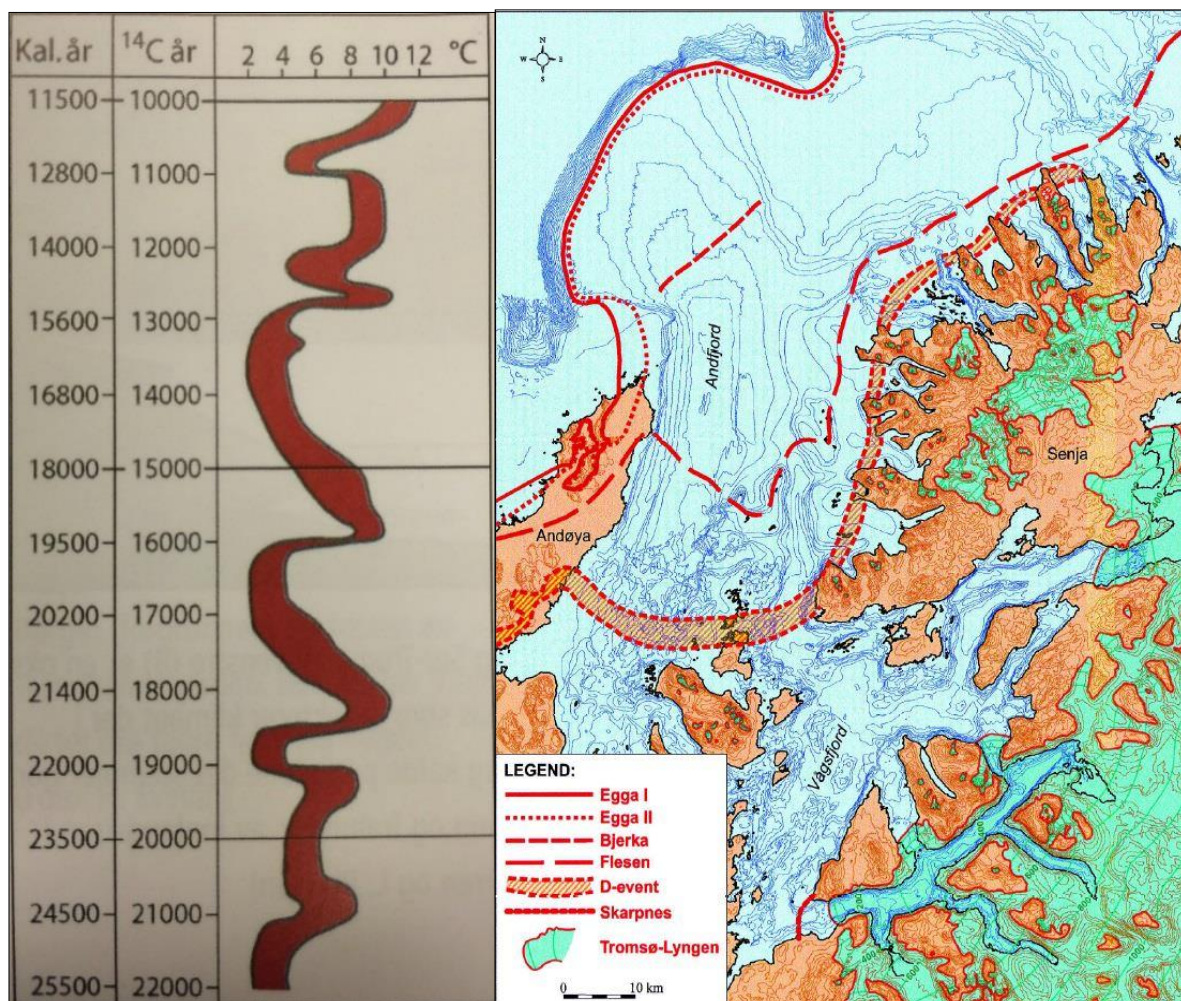 Kal. år ¹⁴C år 2 4 6 8 10 12 °C
11500 10000
12800 11000
14000 12000
15600 13000
16800 14000
18000 15000
19500 16000
20200 17000
21400 18000
22000 19000
23500 20000
24500 21000
25500 22000
N
W E
S
Andfjord
Senja
Andøya
Vågsfjord
LEGEND:
Egga I
Egga II
Bjerka
Flesen
D-event
Skarpnes
Tromsø-Lyngen
0 10 km